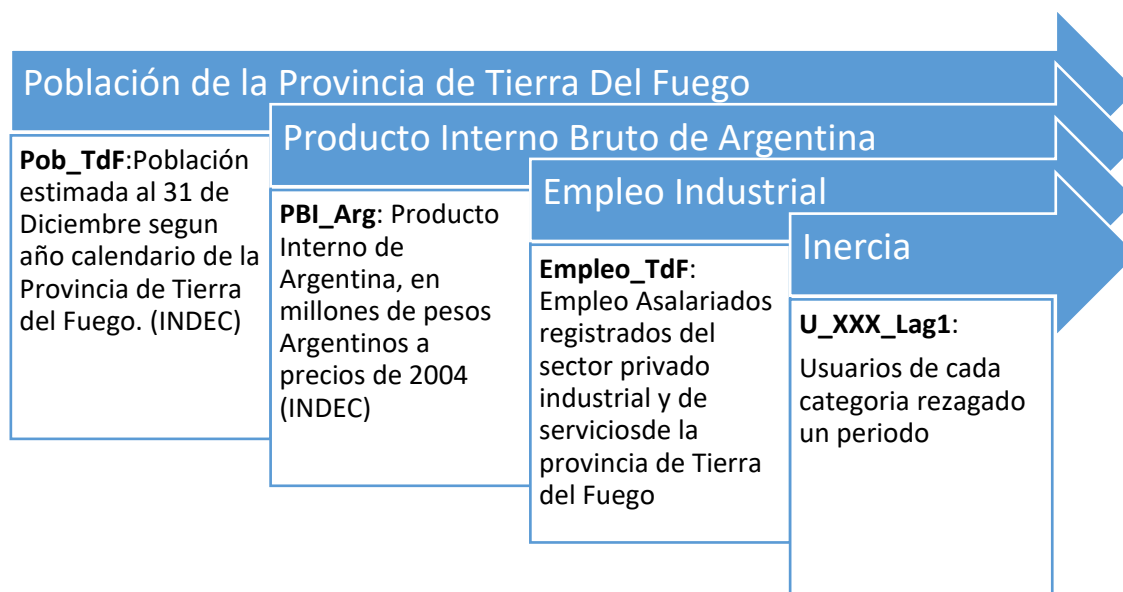 Población de la Provincia de Tierra Del Fuego
Pob_TdF:Población
estimada al 31 de
Diciembre segun
año calendario de la
Provincia de Tierra
del Fuego. (INDEC)
Producto Interno Bruto de Argentina
PBI_Arg: Producto
Interno de
Argentina, en
millones de pesos
Argentinos a
precios de 2004
(INDEC)
Empleo Industrial
Empleo_TdF:
Empleo Asalariados
registrados del
sector privado
industrial y de
serviciosde la
provincia de Tierra
del Fuego
Inercia
U_XXX_Lag1:
Usuarios de cada
categoria rezagado
un periodo